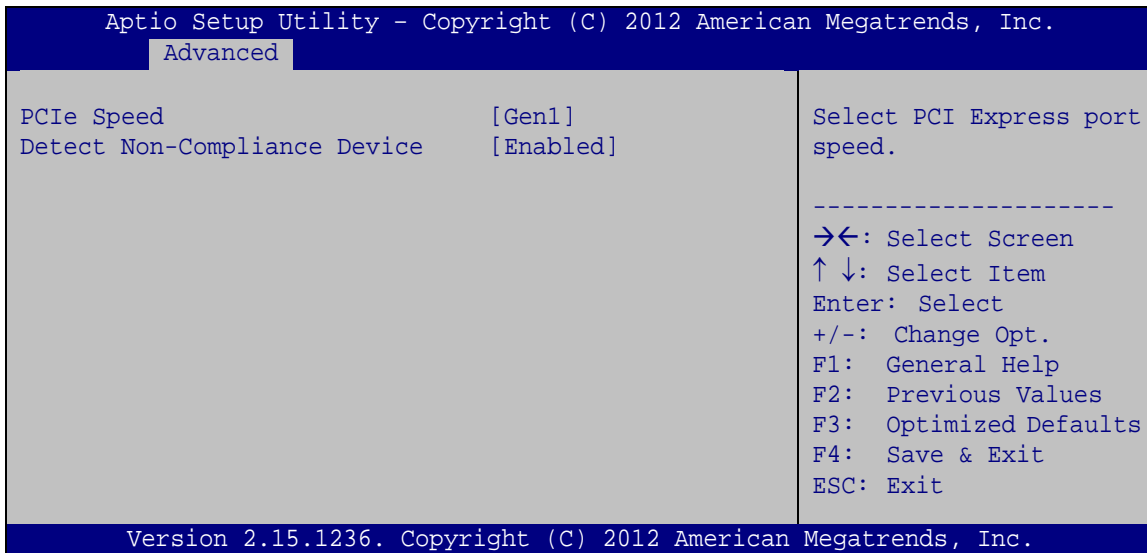 Aptio Setup Utility – Copyright (C) 2012 American Megatrends, Inc.
Advanced
PCIe Speed [Gen1]
Detect Non-Compliance Device [Enabled]
Select PCI Express port
speed.
---------------------
→←: Select Screen
↑ ↓: Select Item
Enter: Select
+/-: Change Opt.
F1: General Help
F2: Previous Values
F3: Optimized Defaults
F4: Save & Exit
ESC: Exit
Version 2.15.1236. Copyright (C) 2012 American Megatrends, Inc.